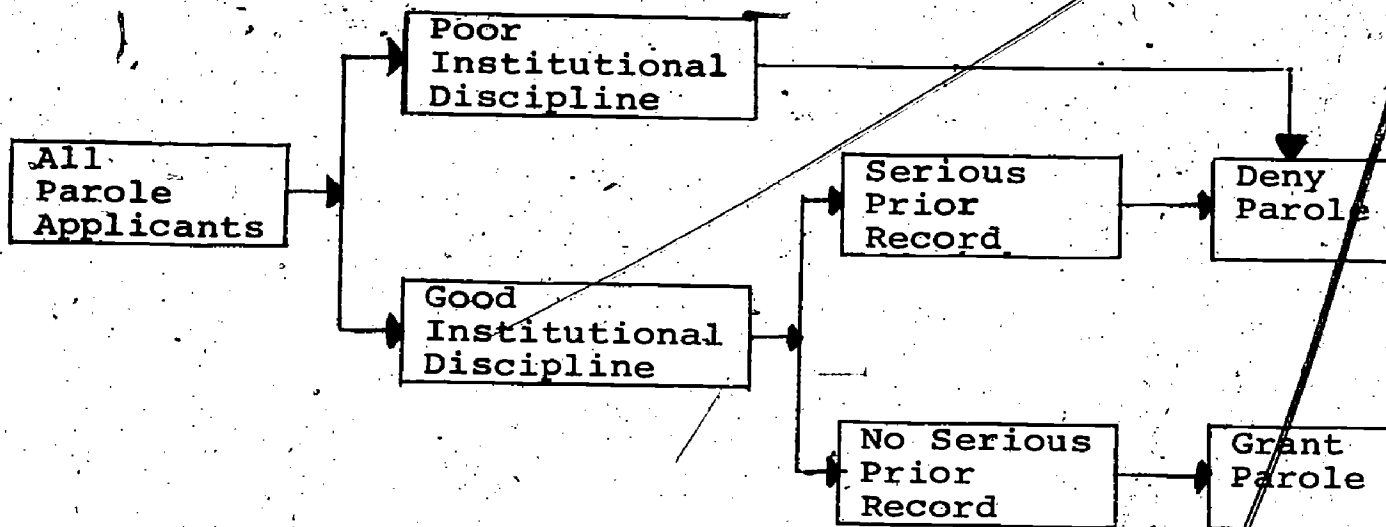 All
Parole
Applicants
Poor
Institutional
Discipline
Good
Institutional
Discipline
Serious
Prior
Record
No Serious
Prior
Record
Deny
Parole
Grant
Parole